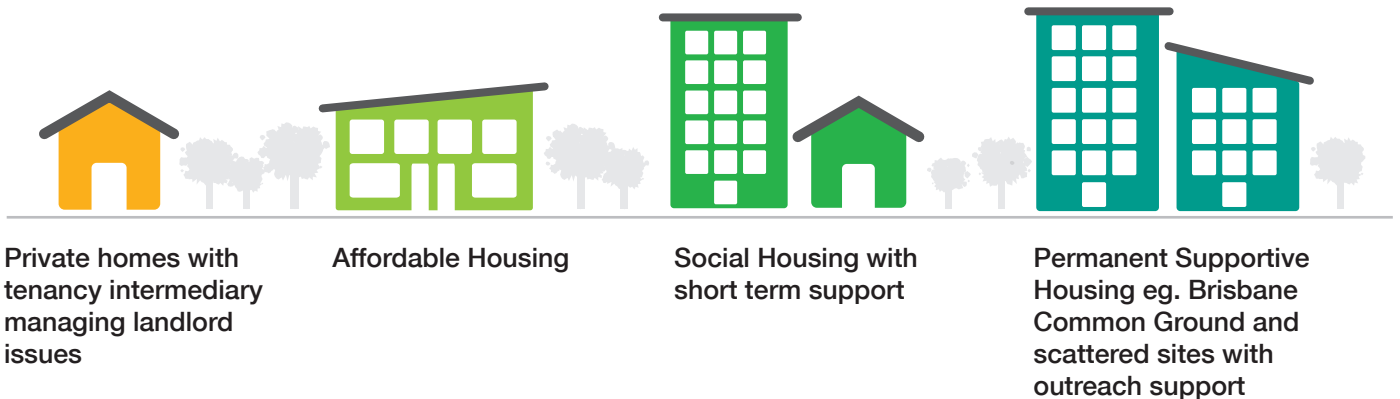 Private homes with
tenancy intermediary
managing landlord
issues
Affordable Housing
Social Housing with
short term support
Permanent Supportive
Housing eg. Brisbane
Common Ground and
scattered sites with
outreach support